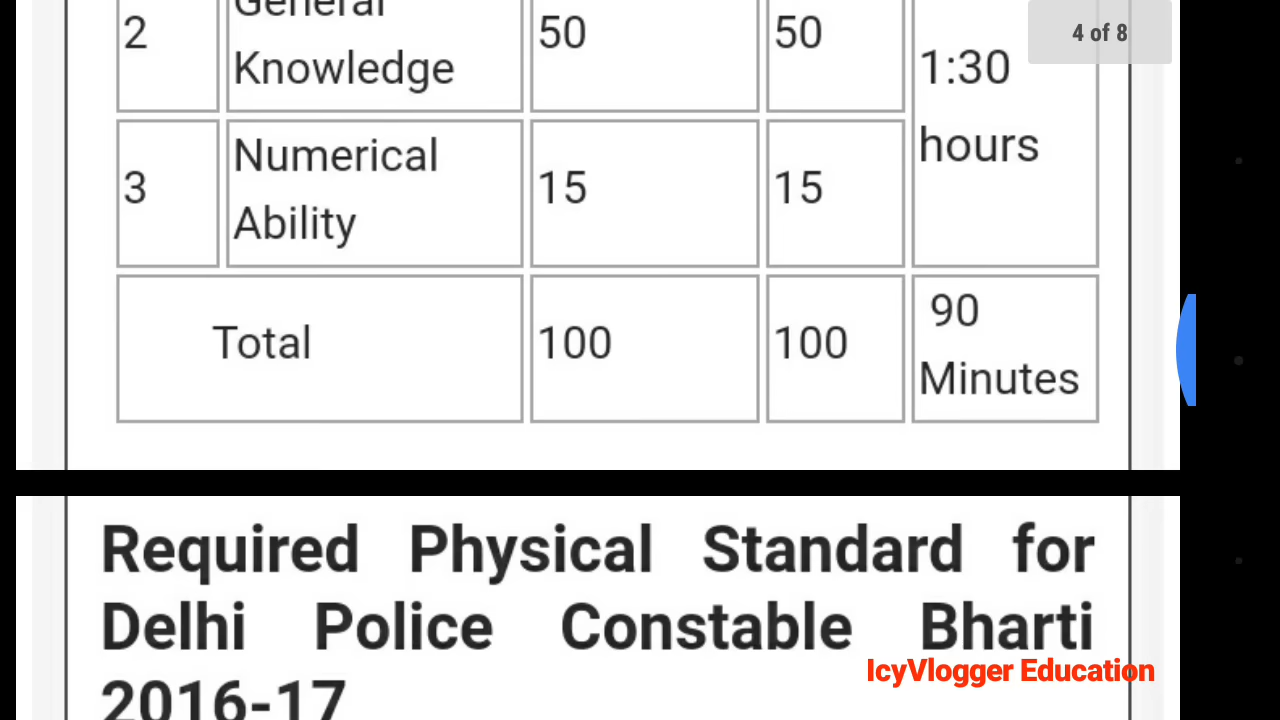 4 of 8
General
2
Knowledge
50
50
1:30
hours
3
Numerical
Ability
15
15
Total
100
100
90
Minutes
Required Physical Standard for
Delhi Police Constable Bharti
2016-17
IcyVlogger Education